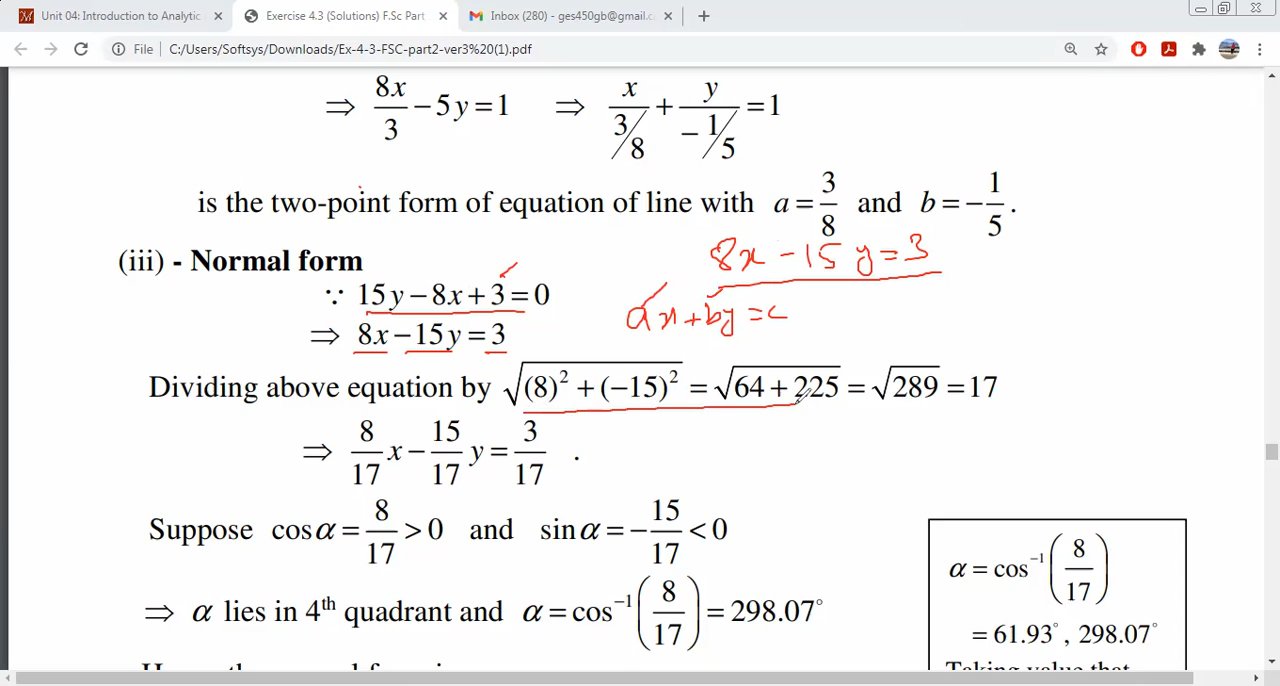 Unit 04: Introduction to Analytic
Exercise 4.3 (Solutions) F.Sc Part
Inbox (280) - ges450gb@gmail.c
File | C:/Users/Softsys/Downloads/Ex-4-3-FSC-part2-ver3%20(1).pdf
⇒ 8x/3 − 5y = 1 ⇒ x/(3/8) + y/(−1/5) = 1
is the two-point form of equation of line with a = 3/8 and b = −1/5.
(iii) - Normal form
8x − 15y = 3
∵ 15y − 8x + 3 = 0
ax + by = c
⇒ 8x − 15y = 3
Dividing above equation by √((8)² + (−15)²) = √(64 + 225) = √289 = 17
⇒ 8/17 x − 15/17 y = 3/17 .
Suppose cos α = 8/17 > 0 and sin α = −15/17 < 0
⇒ α lies in 4th quadrant and α = cos⁻¹(8/17) = 298.07°
α = cos⁻¹(8/17)
= 61.93°, 298.07°
Taking value that